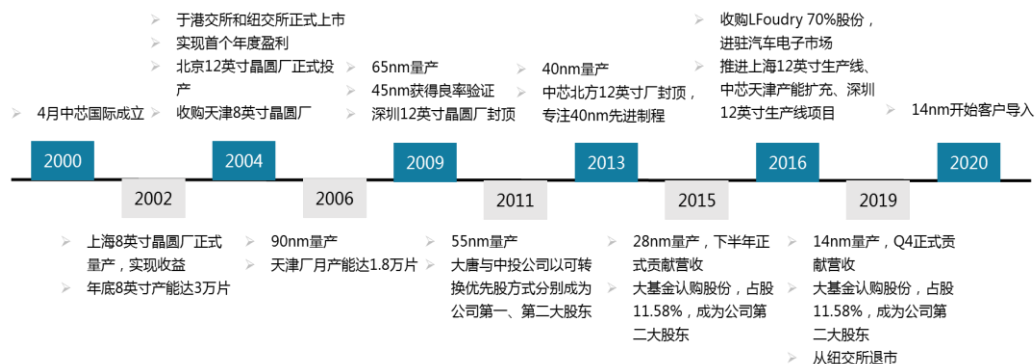 4月中芯国际成立
2000
2002
上海8英寸晶圆厂正式
量产，实现收益
年底8英寸产能达3万片
于港交所和纽交所正式上市
实现首个年度盈利
北京12英寸晶圆厂正式投
产
收购天津8英寸晶圆厂
2004
2006
90nm量产
天津厂月产能达1.8万片
65nm量产
45nm获得良率验证
深圳12英寸晶圆厂封顶
2009
2011
55nm量产
大唐与中投公司以可转
换优先股方式分别成为
公司第一、第二大股东
40nm量产
中芯北方12英寸厂封顶，
专注40nm先进制程
2013
2015
28nm量产，下半年正
式贡献营收
大基金认购股份，占股
11.58%，成为公司第
二大股东
收购LFoudry 70%股份，
进驻汽车电子市场
推进上海12英寸生产线、
中芯天津产能扩充、深圳
12英寸生产线项目
2016
2019
14nm量产，Q4正式贡
献营收
大基金认购股份，占股
11.58%，成为公司第
二大股东
从纽交所退市
14nm开始客户导入
2020